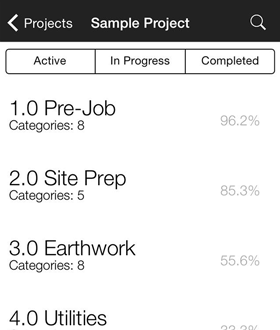 Projects Sample Project
Active In Progress Completed
1.0 Pre-Job
Categories: 8
96.2%
2.0 Site Prep
Categories: 5
85.3%
3.0 Earthwork
Categories: 8
55.6%
4.0 Utilities